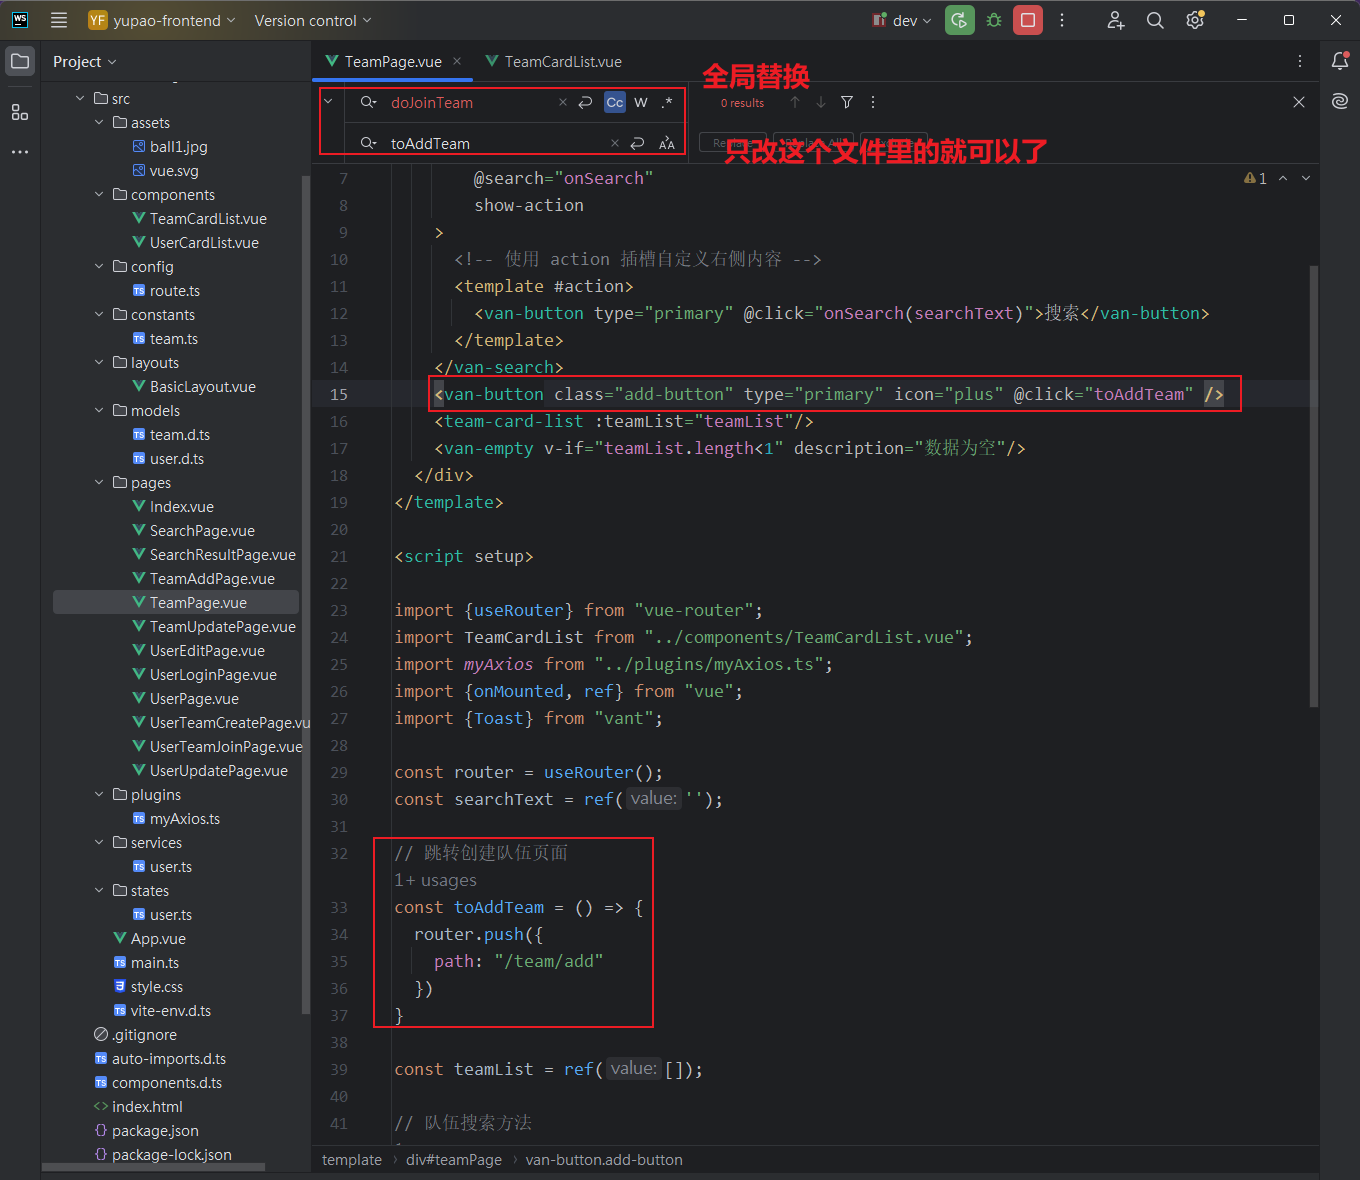 WS
YF yupao-frontend
Version control
dev
Project
TeamPage.vue
TeamCardList.vue
src
assets
ball1.jpg
vue.svg
components
TeamCardList.vue
UserCardList.vue
config
route.ts
constants
team.ts
layouts
BasicLayout.vue
models
team.d.ts
user.d.ts
pages
Index.vue
SearchPage.vue
SearchResultPage.vue
TeamAddPage.vue
TeamPage.vue
TeamUpdatePage.vue
UserEditPage.vue
UserLoginPage.vue
UserPage.vue
UserTeamCreatePage.vu
UserTeamJoinPage.vue
UserUpdatePage.vue
plugins
myAxios.ts
services
user.ts
states
user.ts
App.vue
main.ts
style.css
vite-env.d.ts
.gitignore
auto-imports.d.ts
components.d.ts
index.html
package.json
package-lock.json
全局替换
doJoinTeam Cc W .*
0 results
toAddTeam
只改这个文件里的就可以了
7 @search="onSearch"
1
8 show-action
9 >
10 <!-- 使用 action 插槽自定义右侧内容 -->
11 <template #action>
12 <van-button type="primary" @click="onSearch(searchText)">搜索</van-button>
13 </template>
14 </van-search>
15 <van-button class="add-button" type="primary" icon="plus" @click="toAddTeam" />
16 <team-card-list :teamList="teamList"/>
17 <van-empty v-if="teamList.length<1" description="数据为空"/>
18 </div>
19 </template>
20
21 <script setup>
22
23 import {useRouter} from "vue-router";
24 import TeamCardList from "../components/TeamCardList.vue";
25 import myAxios from "../plugins/myAxios.ts";
26 import {onMounted, ref} from "vue";
27 import {Toast} from "vant";
28
29 const router = useRouter();
30 const searchText = ref( value: '');
31
32 // 跳转创建队伍页面
1+ usages
33 const toAddTeam = () => {
34 router.push({
35 path: "/team/add"
36 })
37 }
38
39 const teamList = ref( value: []);
40
41 // 队伍搜索方法
template › div#teamPage › van-button.add-button